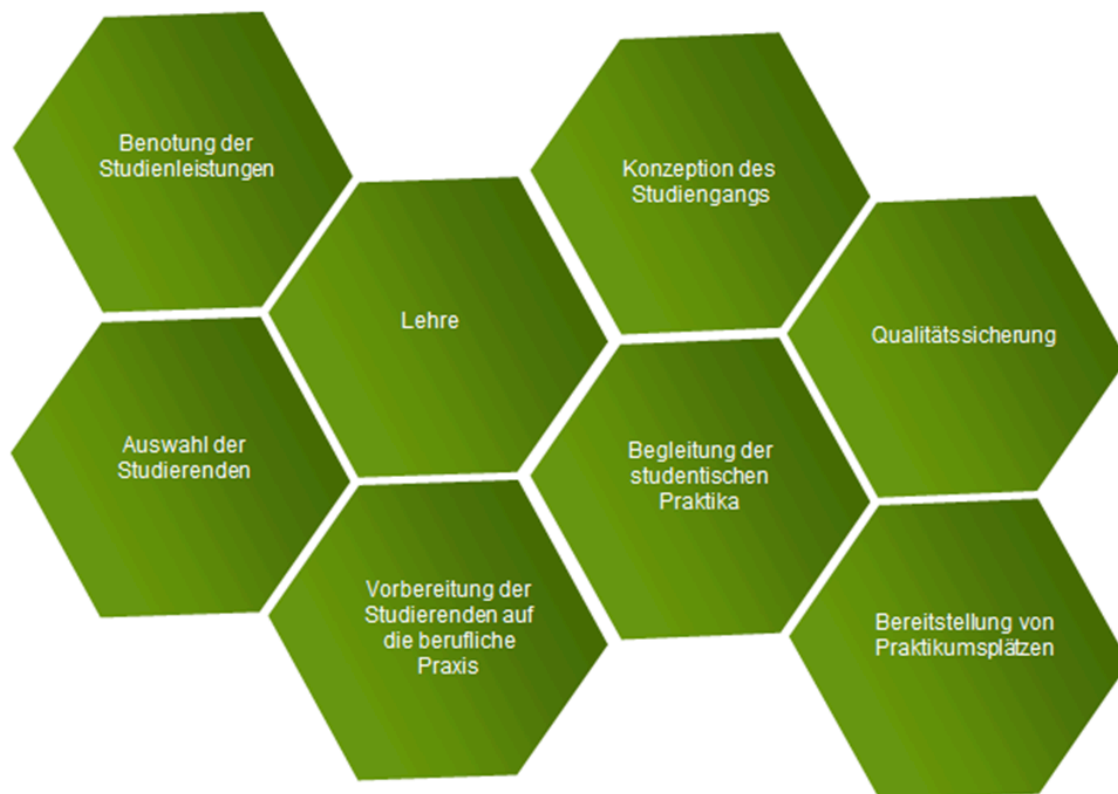 Benotung der
Studienleistungen
Konzeption des
Studiengangs
Lehre
Qualitätssicherung
Auswahl der
Studierenden
Begleitung der
studentischen
Praktika
Vorbereitung der
Studierenden auf
die berufliche
Praxis
Bereitstellung von
Praktikumsplätzen